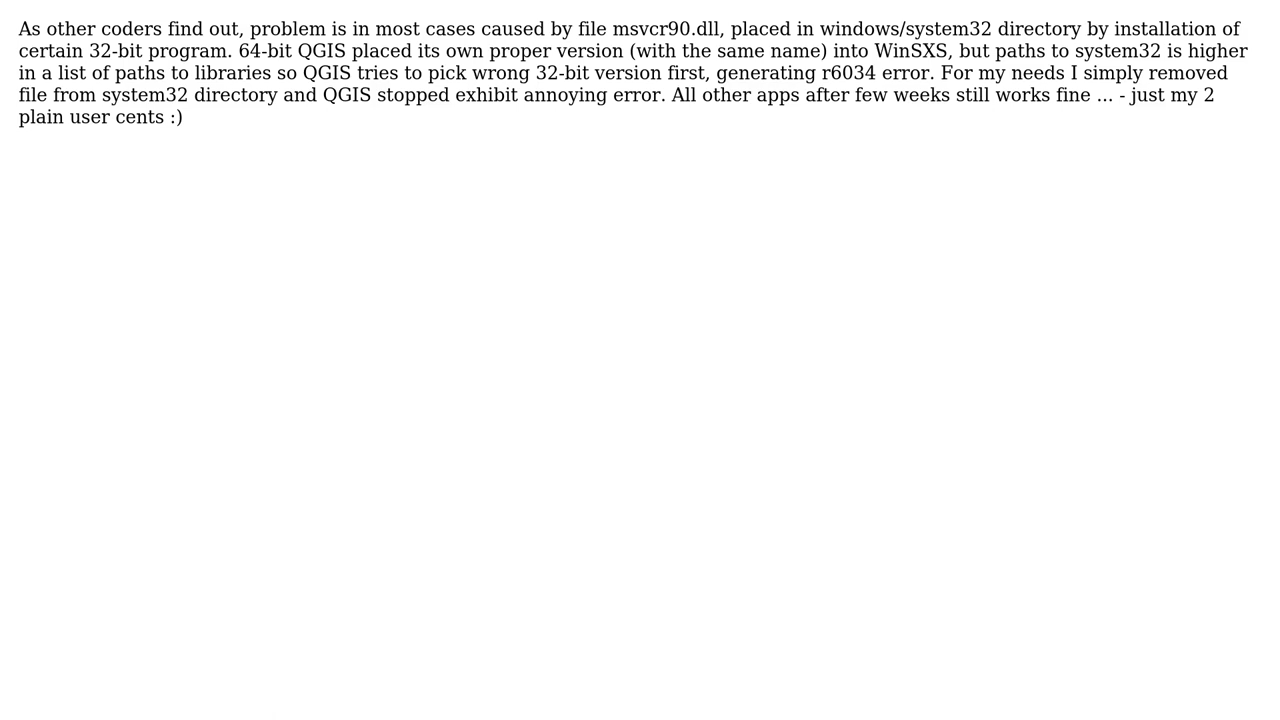 As other coders find out, problem is in most cases caused by file msvcr90.dll, placed in windows/system32 directory by installation of
certain 32-bit program. 64-bit QGIS placed its own proper version (with the same name) into WinSXS, but paths to system32 is higher
in a list of paths to libraries so QGIS tries to pick wrong 32-bit version first, generating r6034 error. For my needs I simply removed
file from system32 directory and QGIS stopped exhibit annoying error. All other apps after few weeks still works fine ... - just my 2
plain user cents :)